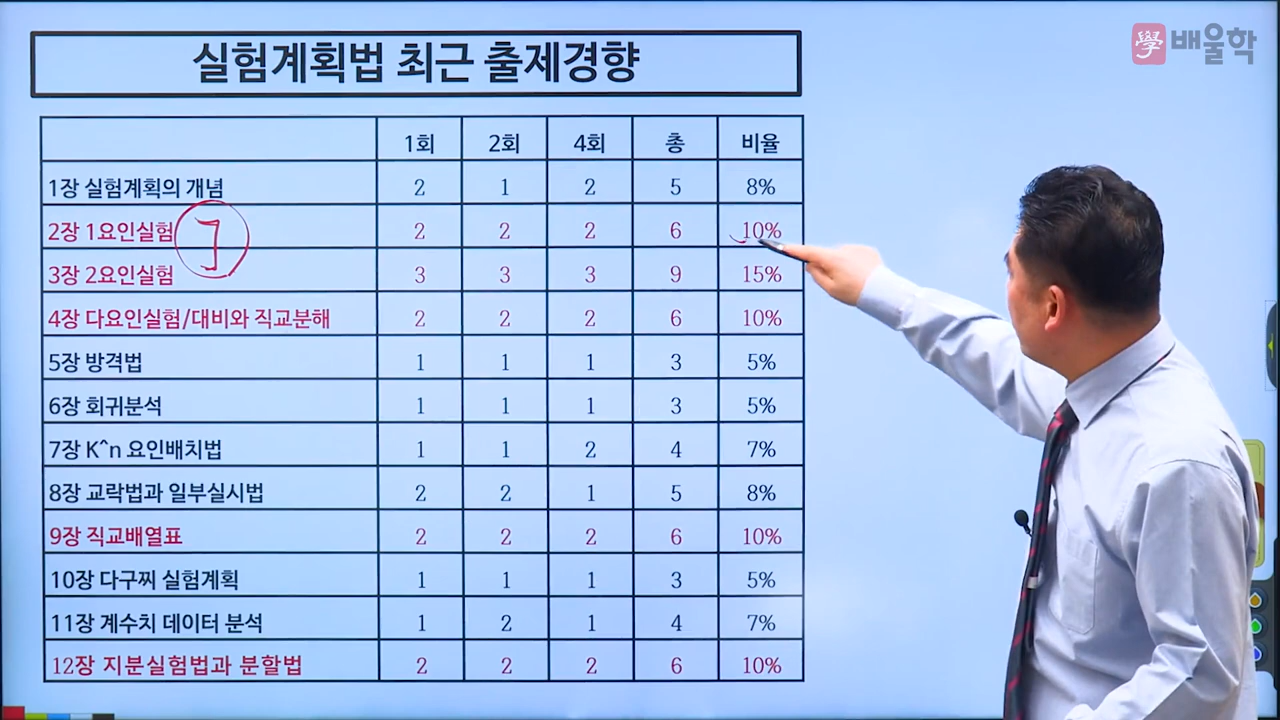 실험계획법 최근 출제경향
學 배울학
1회 2회 4회 총 비율
1장 실험계획의 개념 2 1 2 5 8%
2장 1요인실험 2 2 2 6 10%
3장 2요인실험 3 3 3 9 15%
4장 다요인실험/대비와 직교분해 2 2 2 6 10%
5장 방격법 1 1 1 3 5%
6장 회귀분석 1 1 1 3 5%
7장 K^n 요인배치법 1 1 2 4 7%
8장 교락법과 일부실시법 2 2 1 5 8%
9장 직교배열표 2 2 2 6 10%
10장 다구찌 실험계획 1 1 1 3 5%
11장 계수치 데이터 분석 1 2 1 4 7%
12장 지분실험법과 분할법 2 2 2 6 10%